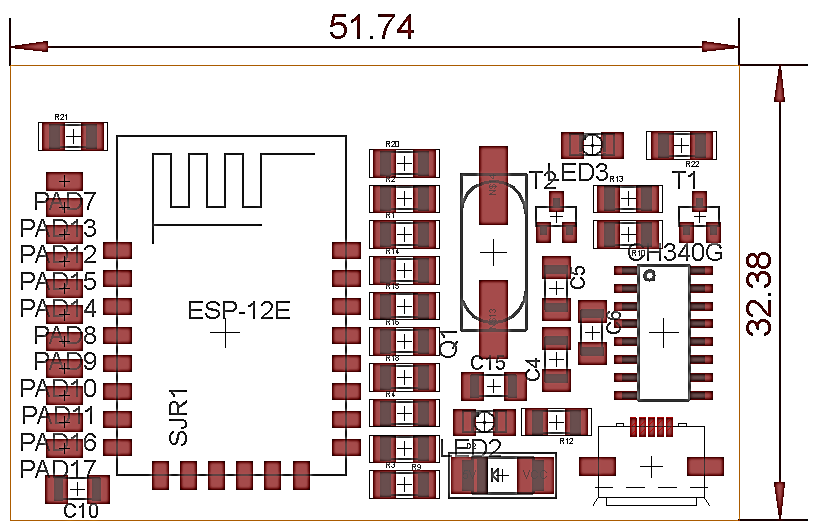 51.74
R21
R20
LED3
R22
R2
T2
R13
T1
PAD7
PAD13
R1
R10
PAD12
CH340G
R14
PAD15
C5
R15
PAD14
ESP-12E
32.38
PAD8
R16
Q1
C6
PAD9
R18
C15
C4
PAD10
R4
SJR1
PAD11
PAD16
LED2
R12
PAD17
R3
R9
VCC
C10